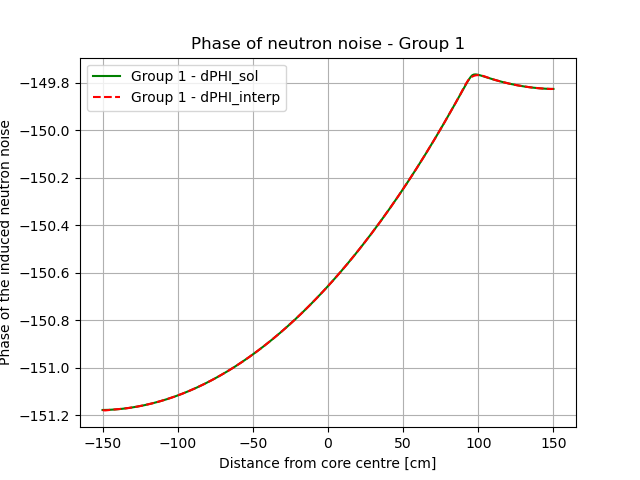 Phase of neutron noise - Group 1
Group 1 - dPHI_sol
Group 1 - dPHI_interp
Phase of the induced neutron noise
−149.8
−150.0
−150.2
−150.4
−150.6
−150.8
−151.0
−151.2
−150 −100 −50 0 50 100 150
Distance from core centre [cm]